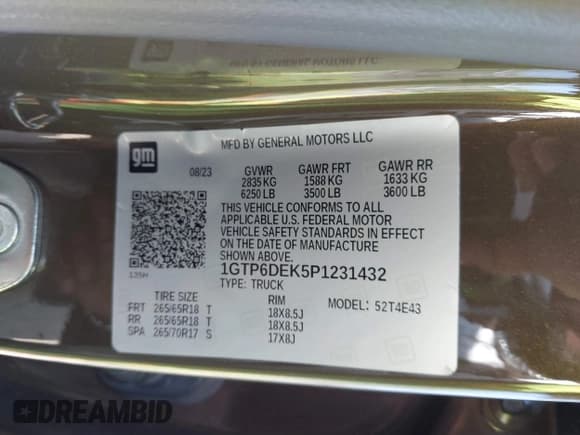 gm
MFD BY GENERAL MOTORS LLC
08/23 GVWR GAWR FRT GAWR RR
2835 KG 1588 KG 1633 KG
6250 LB 3500 LB 3600 LB
THIS VEHICLE CONFORMS TO ALL
APPLICABLE U.S. FEDERAL MOTOR
VEHICLE SAFETY STANDARDS IN EFFECT
ON THE DATE OF MANUFACTURE
SHOWN ABOVE.
1GTP6DEK5P1231432
TYPE: TRUCK
TIRE SIZE RIM MODEL: 52T4E43
FRT 265/65R18 T 18X8.5J
RR 265/65R18 T 18X8.5J
SPA 265/70R17 S 17X8J
DREAMBID